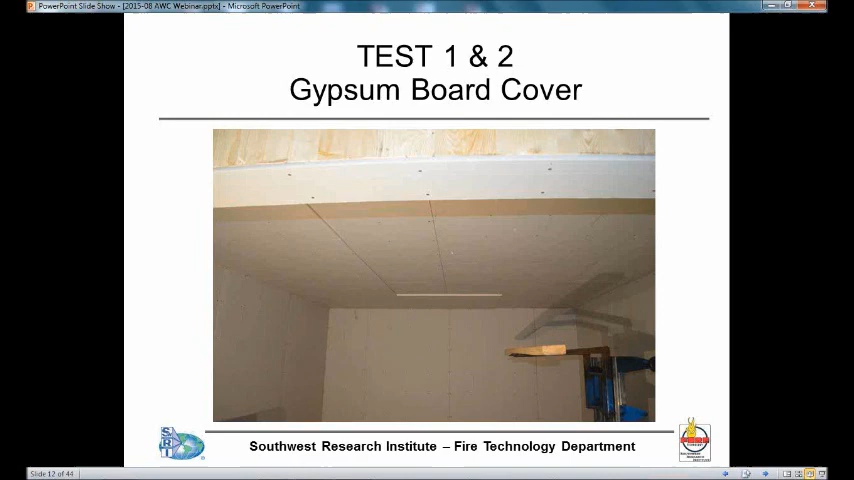 PowerPoint Slide Show - [2015-08 AWC Webinar.pptx] - Microsoft PowerPoint
TEST 1 & 2
Gypsum Board Cover
Southwest Research Institute – Fire Technology Department
Slide 12 of 44